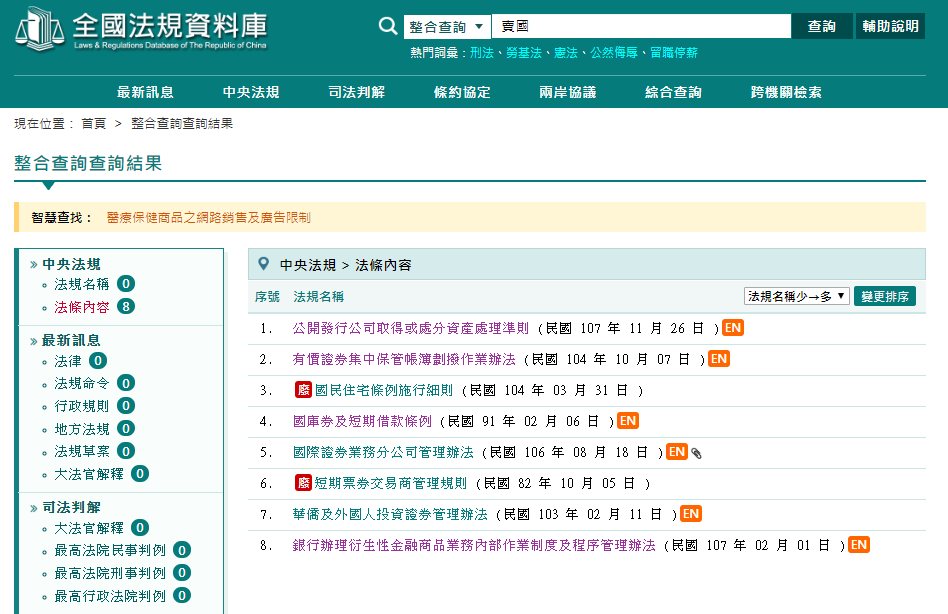 全國法規資料庫
Laws & Regulations Database of The Republic of China
整合查詢 ▼ 賣國 查詢 輔助說明
熱門詞彙：刑法、勞基法、憲法、公然侮辱、留職停薪
最新訊息 中央法規 司法判解 條約協定 兩岸協議 綜合查詢 跨機關檢索
現在位置： 首頁 > 整合查詢查詢結果
整合查詢查詢結果
智慧查找： 醫療保健商品之網路銷售及廣告限制
» 中央法規
法規名稱 0
法條內容 8
» 最新訊息
法律 0
法規命令 0
行政規則 0
地方法規 0
法規草案 0
大法官解釋 0
» 司法判解
大法官解釋 0
最高法院民事判例 0
最高法院刑事判例 0
最高行政法院判例 0
中央法規 > 法條內容
序號 法規名稱 法規名稱少→多 ▼ 變更排序
1. 公開發行公司取得或處分資產處理準則 (民國 107 年 11 月 26 日 ) EN
2. 有價證券集中保管帳簿劃撥作業辦法 (民國 104 年 10 月 07 日 ) EN
3. 廢 國民住宅條例施行細則 (民國 104 年 03 月 31 日 )
4. 國庫券及短期借款條例 (民國 91 年 02 月 06 日 ) EN
5. 國際證券業務分公司管理辦法 (民國 106 年 08 月 18 日 ) EN
6. 廢 短期票券交易商管理規則 (民國 82 年 10 月 05 日 )
7. 華僑及外國人投資證券管理辦法 (民國 103 年 02 月 11 日 ) EN
8. 銀行辦理衍生性金融商品業務內部作業制度及程序管理辦法 (民國 107 年 02 月 01 日 ) EN